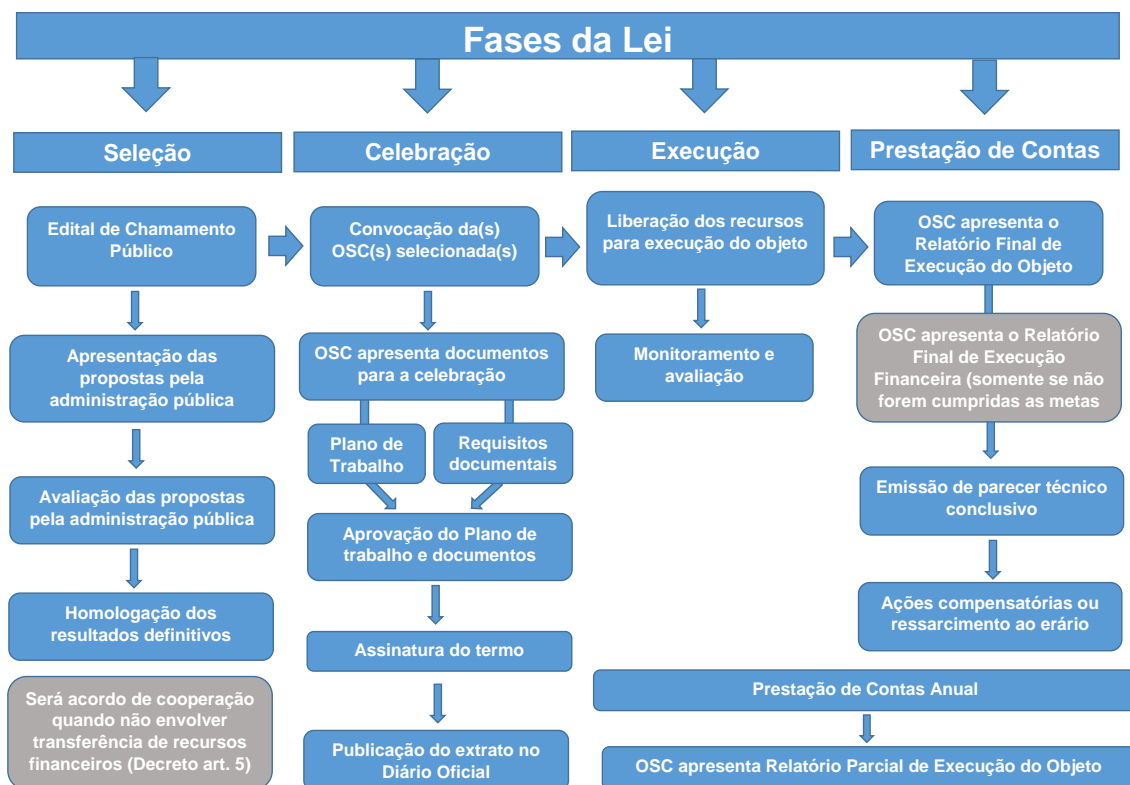 Fases da Lei
Seleção
Celebração
Execução
Prestação de Contas
Edital de Chamamento
Público
Apresentação das
propostas pela
administração pública
Avaliação das propostas
pela administração pública
Homologação dos
resultados definitivos
Será acordo de cooperação
quando não envolver
transferência de recursos
financeiros (Decreto art. 5)
Convocação da(s)
OSC(s) selecionada(s)
OSC apresenta documentos
para a celebração
Plano de
Trabalho
Requisitos
documentais
Aprovação do Plano de
trabalho e documentos
Assinatura do termo
Publicação do extrato no
Diário Oficial
Liberação dos recursos
para execução do objeto
Monitoramento e
avaliação
OSC apresenta o
Relatório Final de
Execução do Objeto
OSC apresenta o Relatório
Final de Execução
Financeira (somente se não
forem cumpridas as metas
Emissão de parecer técnico
conclusivo
Ações compensatórias ou
ressarcimento ao erário
Prestação de Contas Anual
OSC apresenta Relatório Parcial de Execução do Objeto